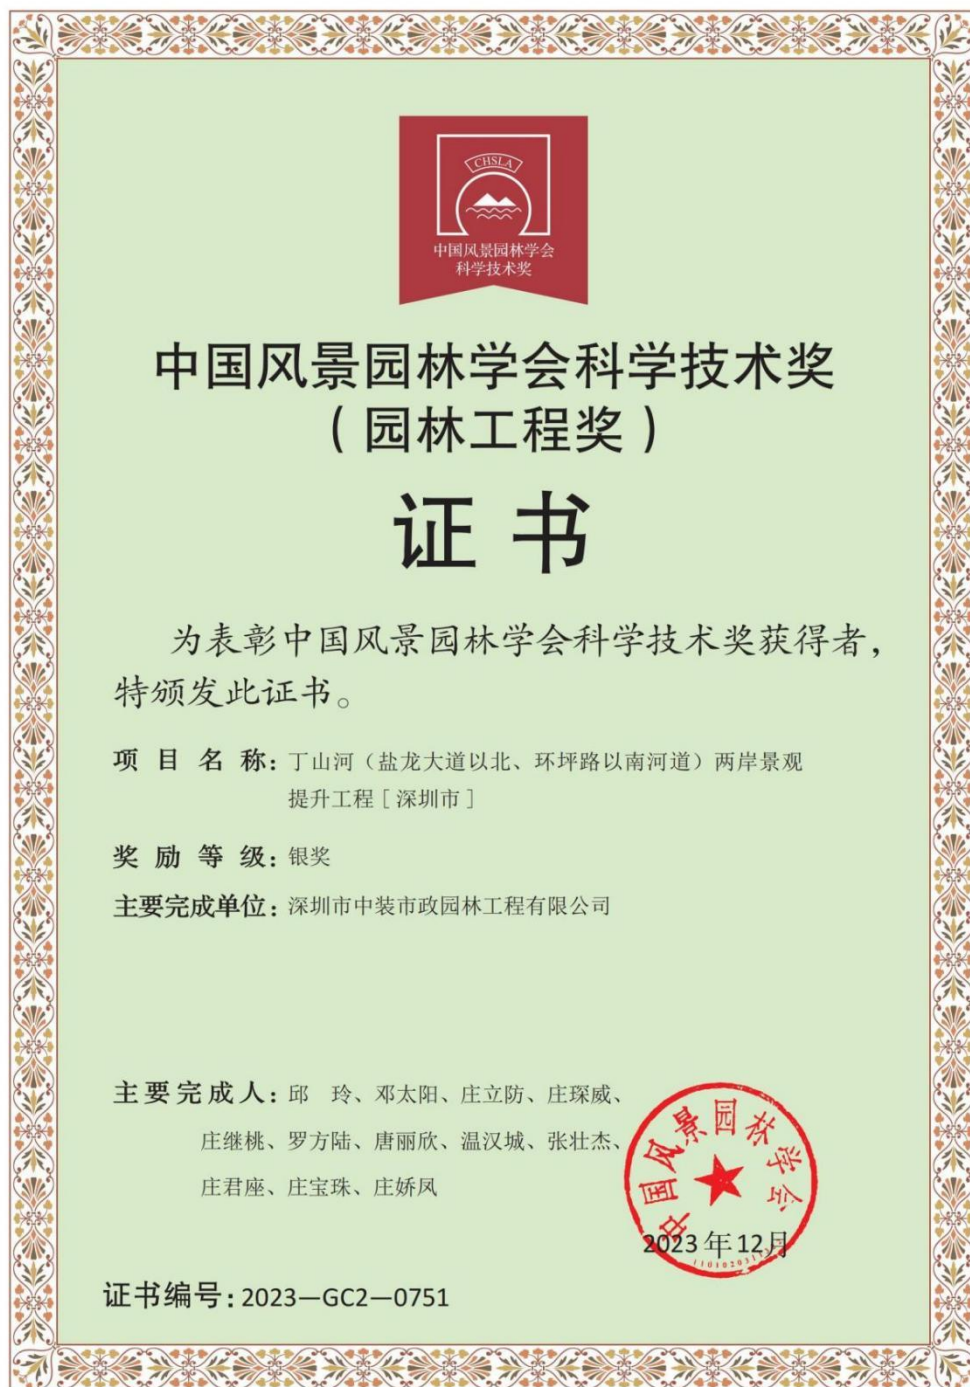 CHSLA
中国风景园林学会
科学技术奖
中国风景园林学会科学技术奖
（园林工程奖）
证书
为表彰中国风景园林学会科学技术奖获得者，
特颁发此证书。
项目名称：丁山河（盐龙大道以北、环坪路以南河道）两岸景观
提升工程［深圳市］
奖励等级：银奖
主要完成单位：深圳市中装市政园林工程有限公司
主要完成人：邱 玲、邓太阳、庄立防、庄琛威、
庄继桃、罗方陆、唐丽欣、温汉城、张壮杰、
庄君座、庄宝珠、庄娇凤
中国风景园林学会
2023年12月
证书编号：2023—GC2—0751